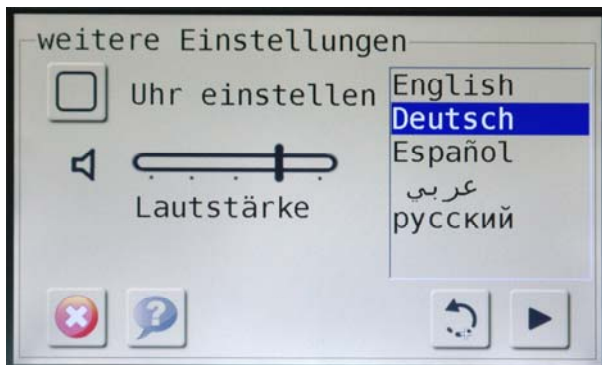 weitere Einstellungen
Uhr einstellen
Lautstärke
English
Deutsch
Español
عربي
русский
?